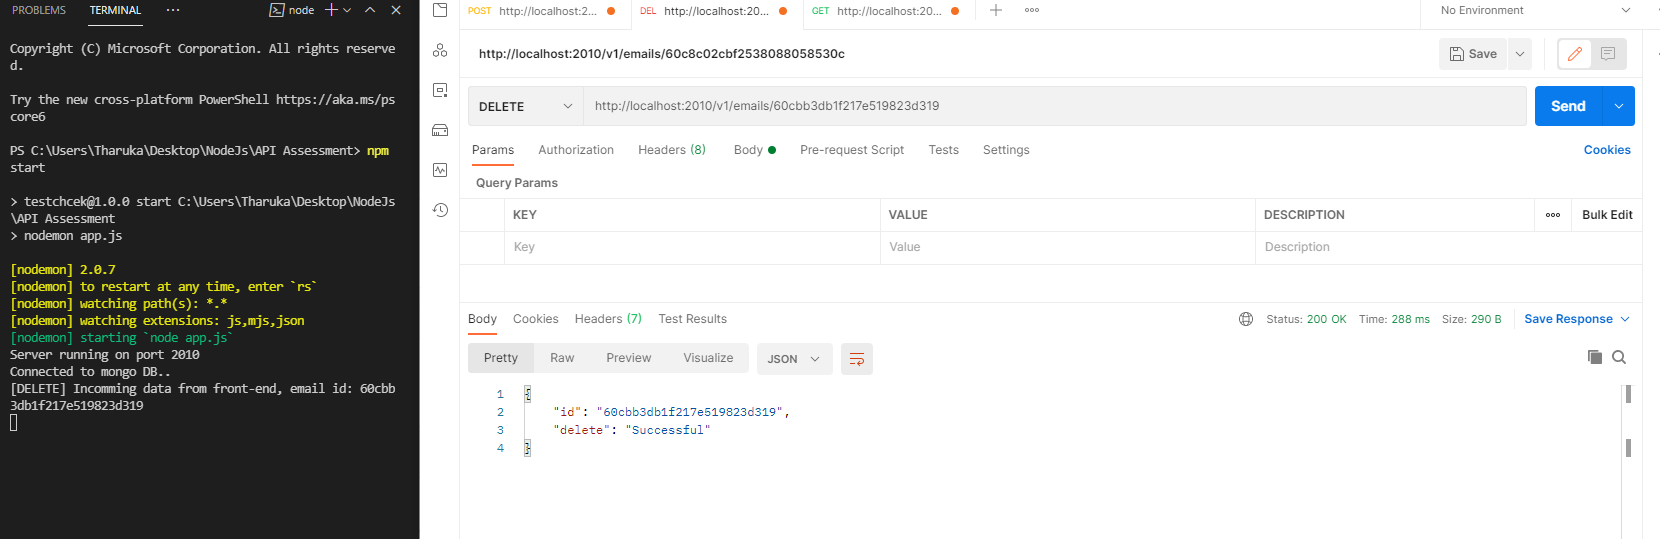 PROBLEMS TERMINAL ··· node
Copyright (C) Microsoft Corporation. All rights reserve
d.
Try the new cross-platform PowerShell https://aka.ms/ps
core6
PS C:\Users\Tharuka\Desktop\NodeJs\API Assessment> npm
start
> testchcek@1.0.0 start C:\Users\Tharuka\Desktop\NodeJs
\API Assessment
> nodemon app.js
[nodemon] 2.0.7
[nodemon] to restart at any time, enter `rs`
[nodemon] watching path(s): *.*
[nodemon] watching extensions: js,mjs,json
[nodemon] starting `node app.js`
Server running on port 2010
Connected to mongo DB..
[DELETE] Incomming data from front-end, email id: 60cbb
3db1f217e519823d319
POST http://localhost:2... DEL http://localhost:20... GET http://localhost:20... No Environment
http://localhost:2010/v1/emails/60c8c02cbf2538088058530c Save
DELETE http://localhost:2010/v1/emails/60cbb3db1f217e519823d319 Send
Params Authorization Headers (8) Body Pre-request Script Tests Settings Cookies
Query Params
KEY VALUE DESCRIPTION Bulk Edit
Key Value Description
Body Cookies Headers (7) Test Results Status: 200 OK Time: 288 ms Size: 290 B Save Response
Pretty Raw Preview Visualize JSON
1 {
2 "id": "60cbb3db1f217e519823d319",
3 "delete": "Successful"
4 }